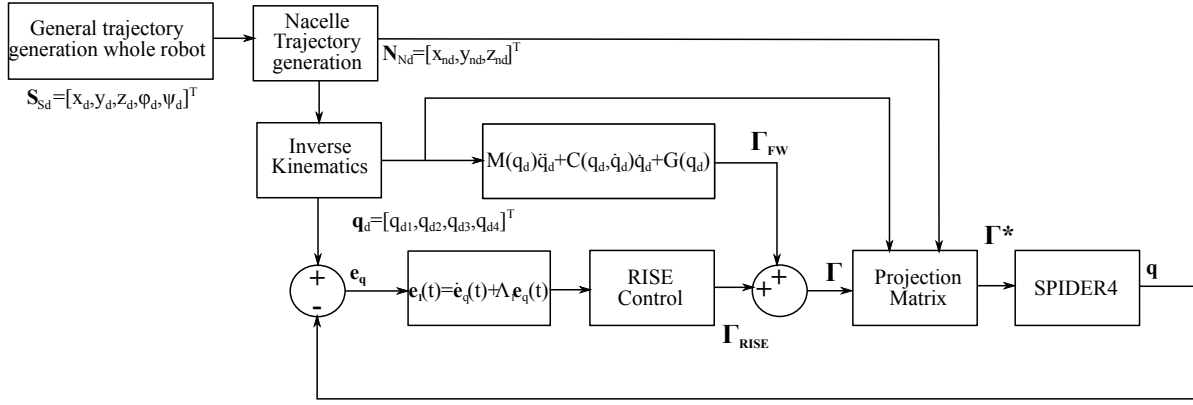 General trajectory
generation whole robot
Nacelle
Trajectory
generation
N_Nd=[x_nd,y_nd,z_nd]^T
S_Sd=[x_d,y_d,z_d,φ_d,ψ_d]^T
Inverse
Kinematics
M(q_d)q̈_d+C(q_d,q̇_d)q̇_d+G(q_d)
Γ_FW
q_d=[q_d1,q_d2,q_d3,q_d4]^T
+
-
e_q
e_1(t)=ė_q(t)+Λ_1e_q(t)
RISE
Control
Γ_RISE
+
+
Γ
Projection
Matrix
Γ*
SPIDER4
q